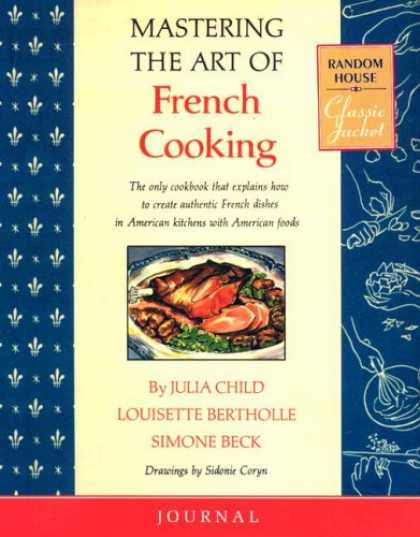 MASTERING
THE ART OF
French
Cooking
RANDOM
HOUSE
Classic
Jacket
The only cookbook that explains how
to create authentic French dishes
in American kitchens with American foods
By JULIA CHILD
LOUISETTE BERTHOLLE
SIMONE BECK
Drawings by Sidonie Coryn
JOURNAL